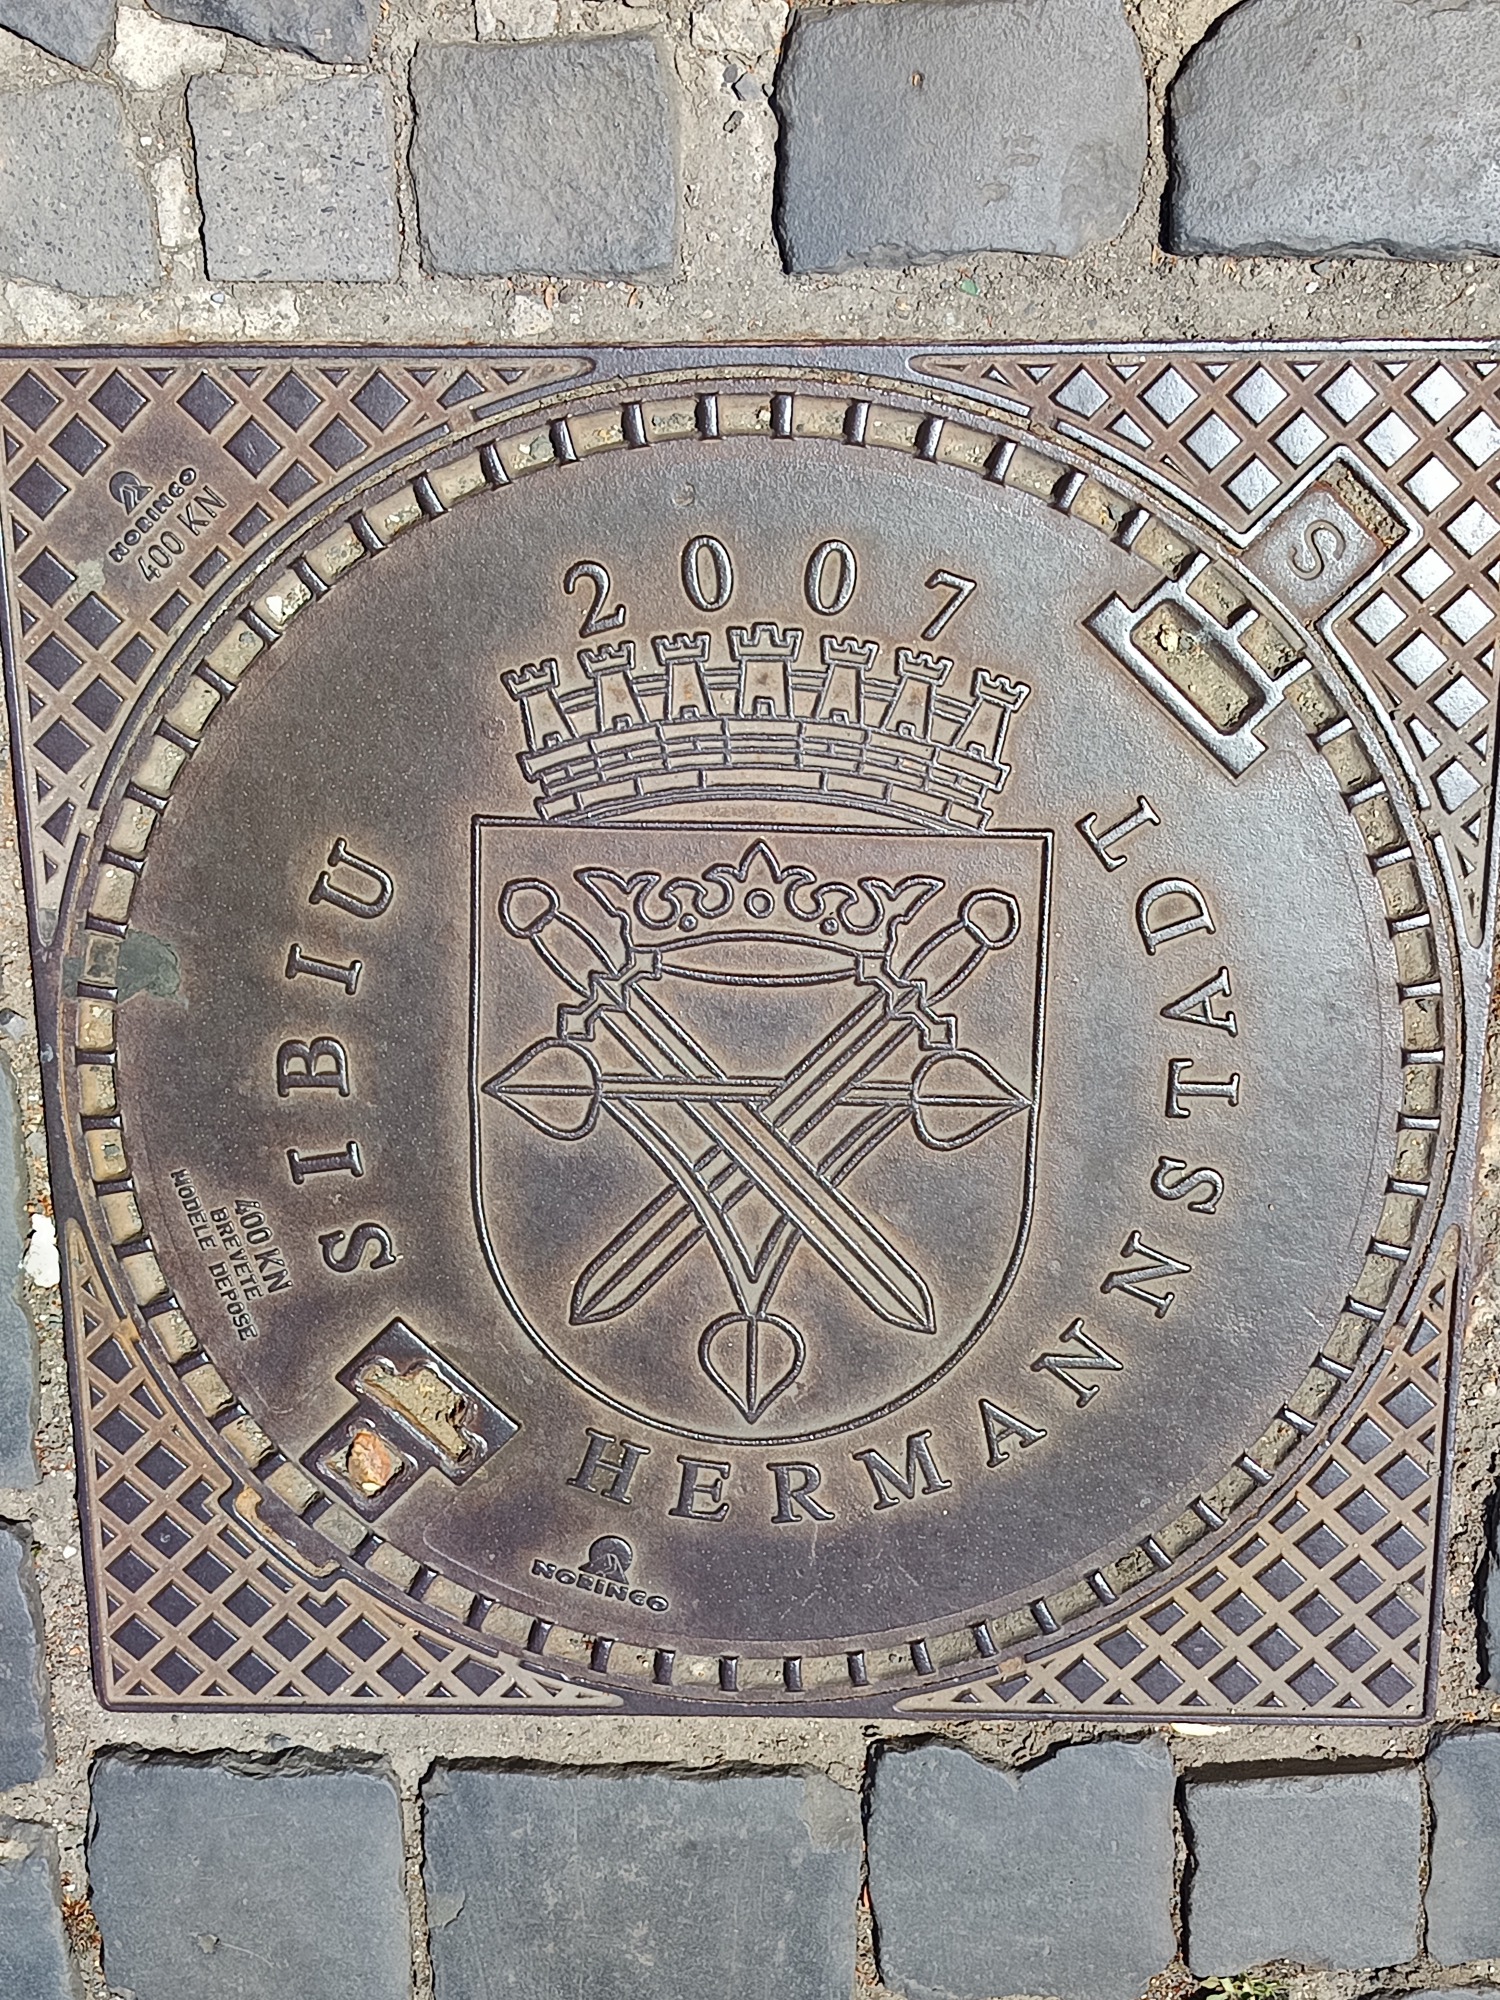 NORINCO
400 KN
S
2007
SIBIU
HERMANNSTADT
400 KN
BREVETE
MODELE DEPOSE
NORINCO